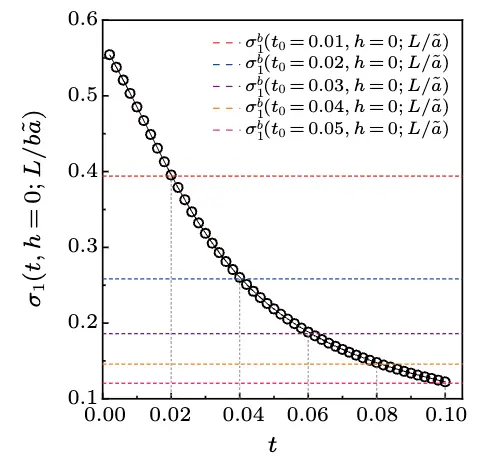 0.6
0.5
0.4
0.3
0.2
0.1
σ₁(t, h = 0; L/bã)
σ₁ᵇ(t₀ = 0.01, h = 0; L/ã)
σ₁ᵇ(t₀ = 0.02, h = 0; L/ã)
σ₁ᵇ(t₀ = 0.03, h = 0; L/ã)
σ₁ᵇ(t₀ = 0.04, h = 0; L/ã)
σ₁ᵇ(t₀ = 0.05, h = 0; L/ã)
0.00 0.02 0.04 0.06 0.08 0.10
t